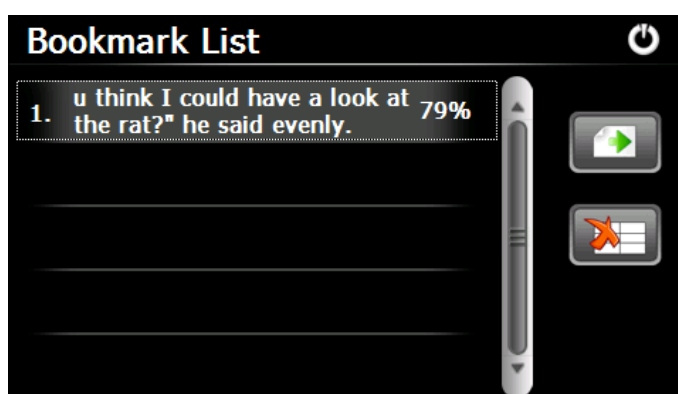 Bookmark List
1. u think I could have a look at 79%
the rat?" he said evenly.